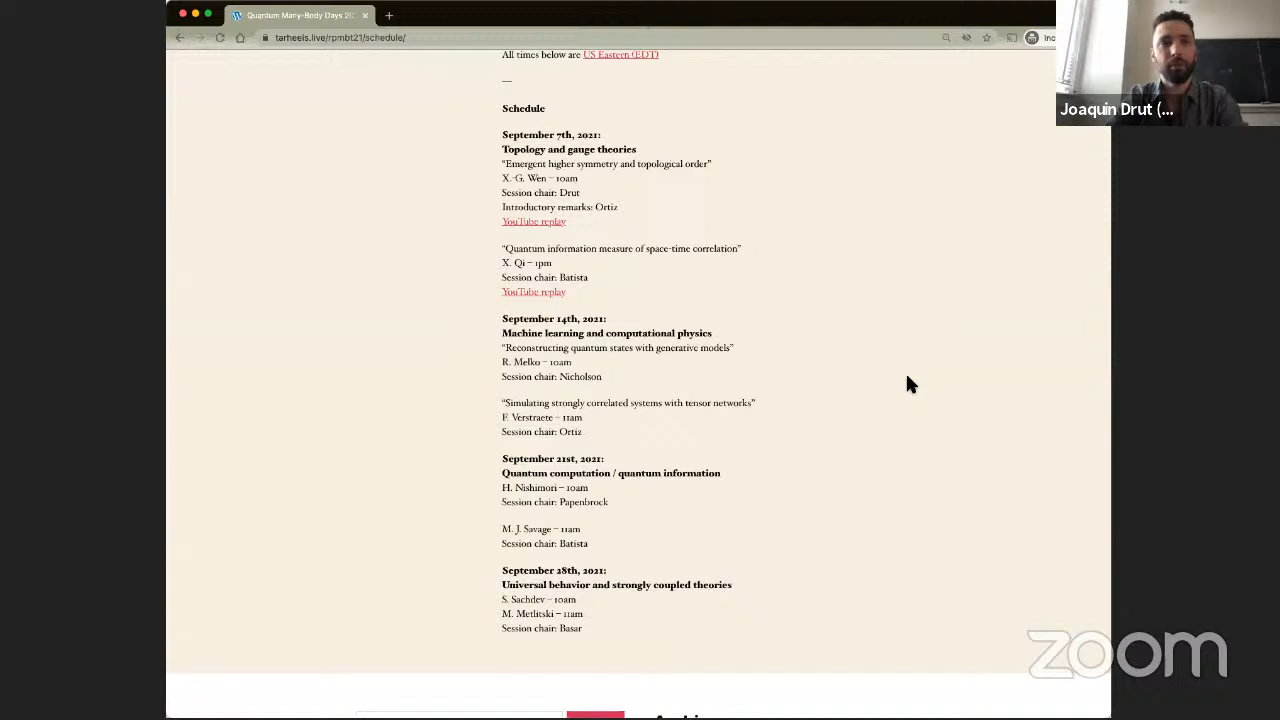 Quantum Many-Body Days 20
tarheels.live/rpmbt21/schedule/
Inc
Joaquin Drut (...
All times below are US Eastern (EDT)
—
Schedule
September 7th, 2021:
Topology and gauge theories
“Emergent higher symmetry and topological order”
X.-G. Wen – 10am
Session chair: Drut
Introductory remarks: Ortiz
YouTube replay
“Quantum information measure of space-time correlation”
X. Qi – 1pm
Session chair: Batista
YouTube replay
September 14th, 2021:
Machine learning and computational physics
“Reconstructing quantum states with generative models”
R. Melko – 10am
Session chair: Nicholson
“Simulating strongly correlated systems with tensor networks”
F. Verstraete – 11am
Session chair: Ortiz
September 21st, 2021:
Quantum computation / quantum information
H. Nishimori – 10am
Session chair: Papenbrock
M. J. Savage – 11am
Session chair: Batista
September 28th, 2021:
Universal behavior and strongly coupled theories
S. Sachdev – 10am
M. Metlitski – 11am
Session chair: Basar
zoom